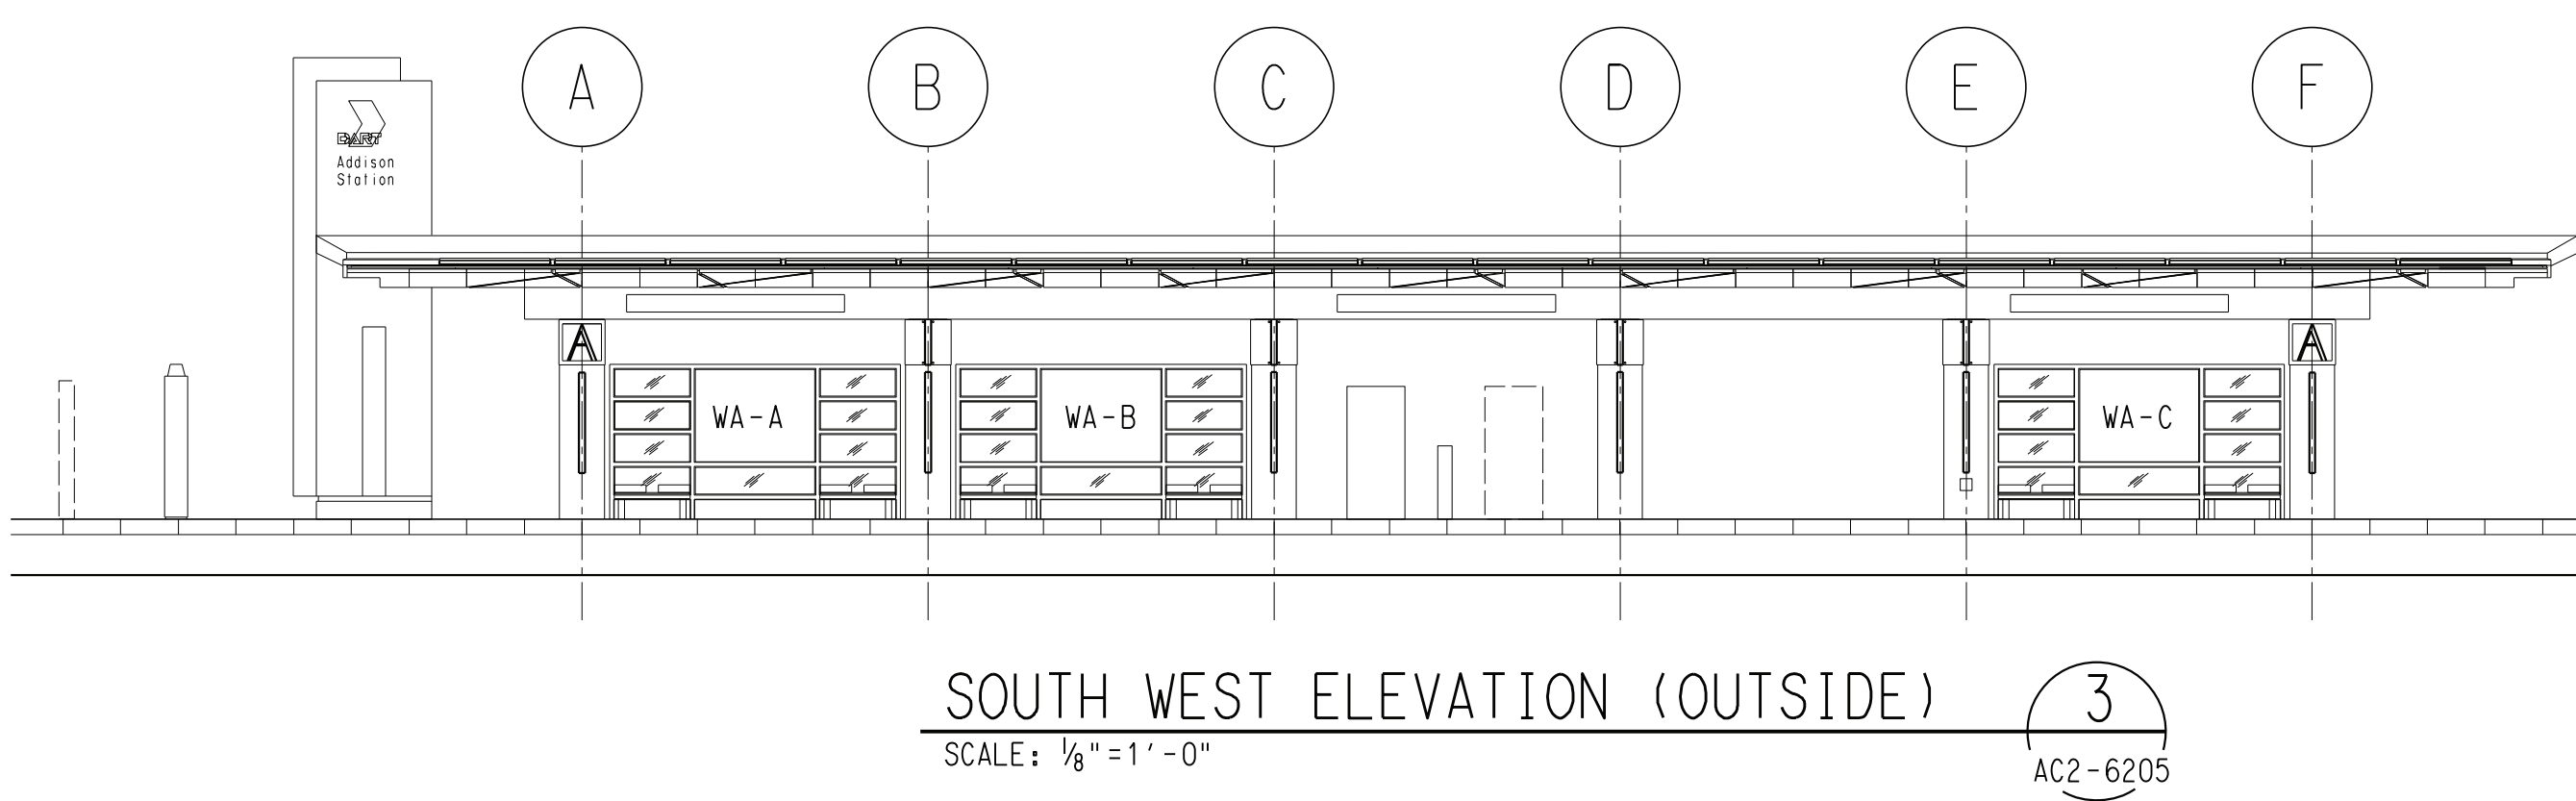 A B C D E F
DART
Addison
Station
A A
WA-A WA-B WA-C
SOUTH WEST ELEVATION (OUTSIDE) 3
SCALE: ⅛"=1'-0"
AC2-6205